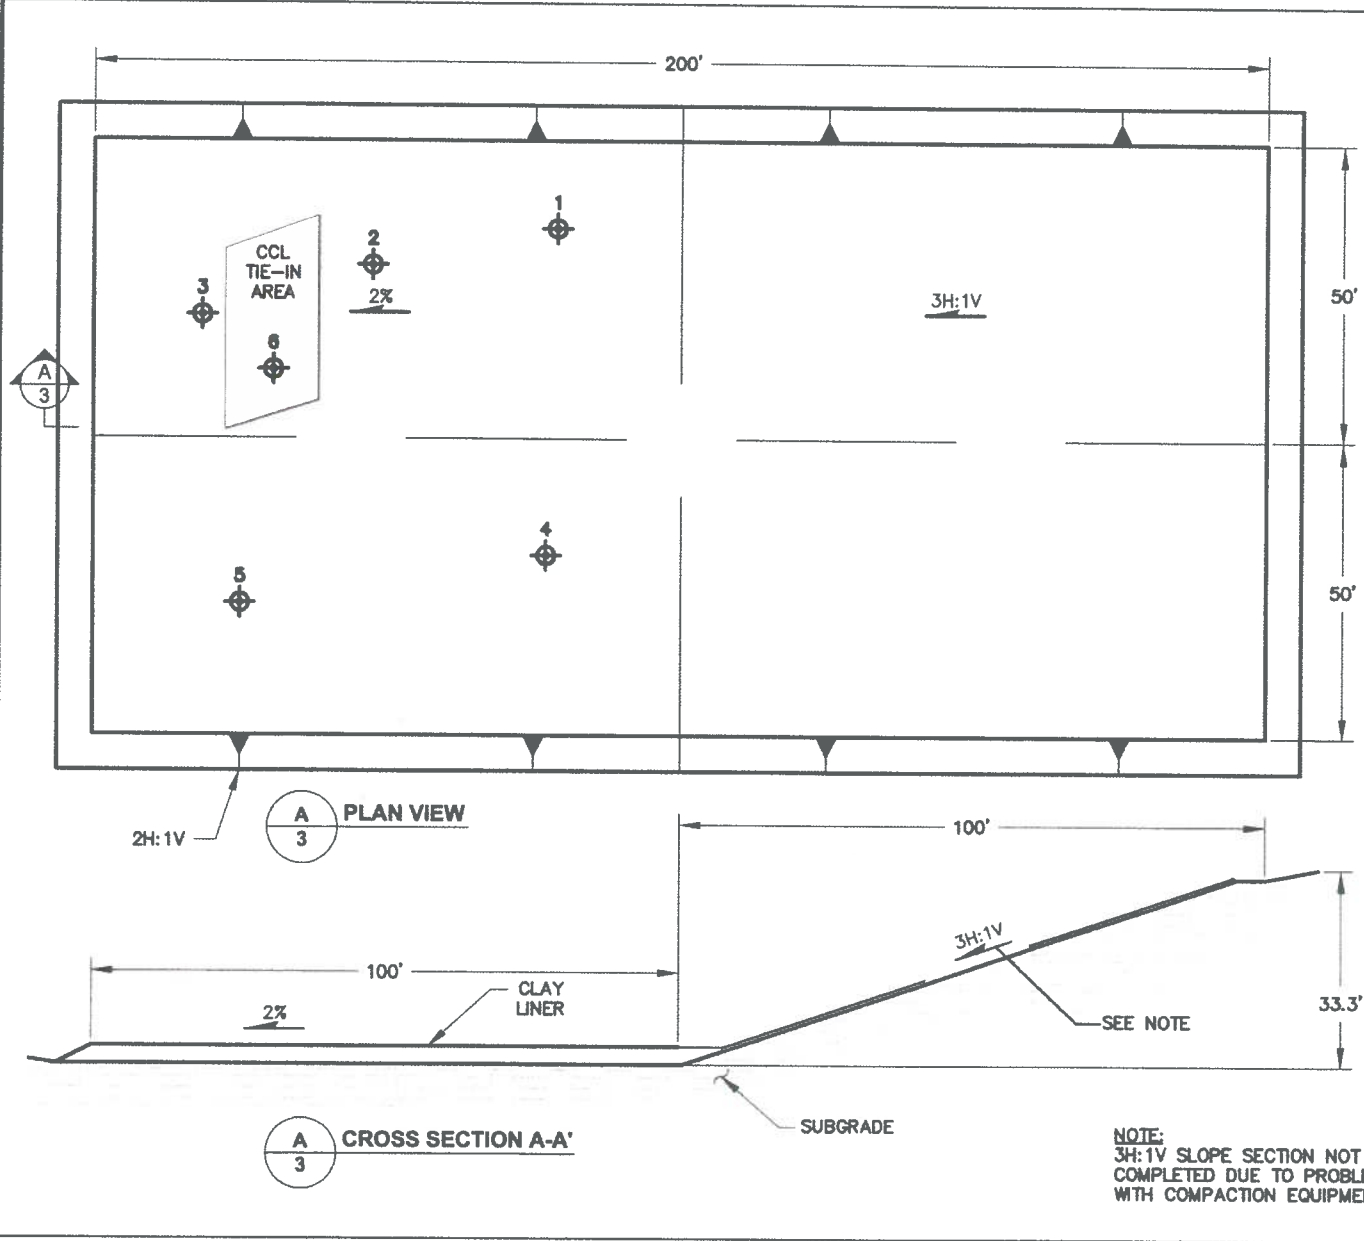 200'
1
2
CCL
TIE-IN
AREA
3
2%
3H:1V
50'
6
A
3
4
5
50'
2H:1V
A
3
PLAN VIEW
100'
3H:1V
100'
CLAY
LINER
2%
SEE NOTE
33.3'
SUBGRADE
A
3
CROSS SECTION A-A'
NOTE:
3H:1V SLOPE SECTION NOT
COMPLETED DUE TO
WITH COMPACTION